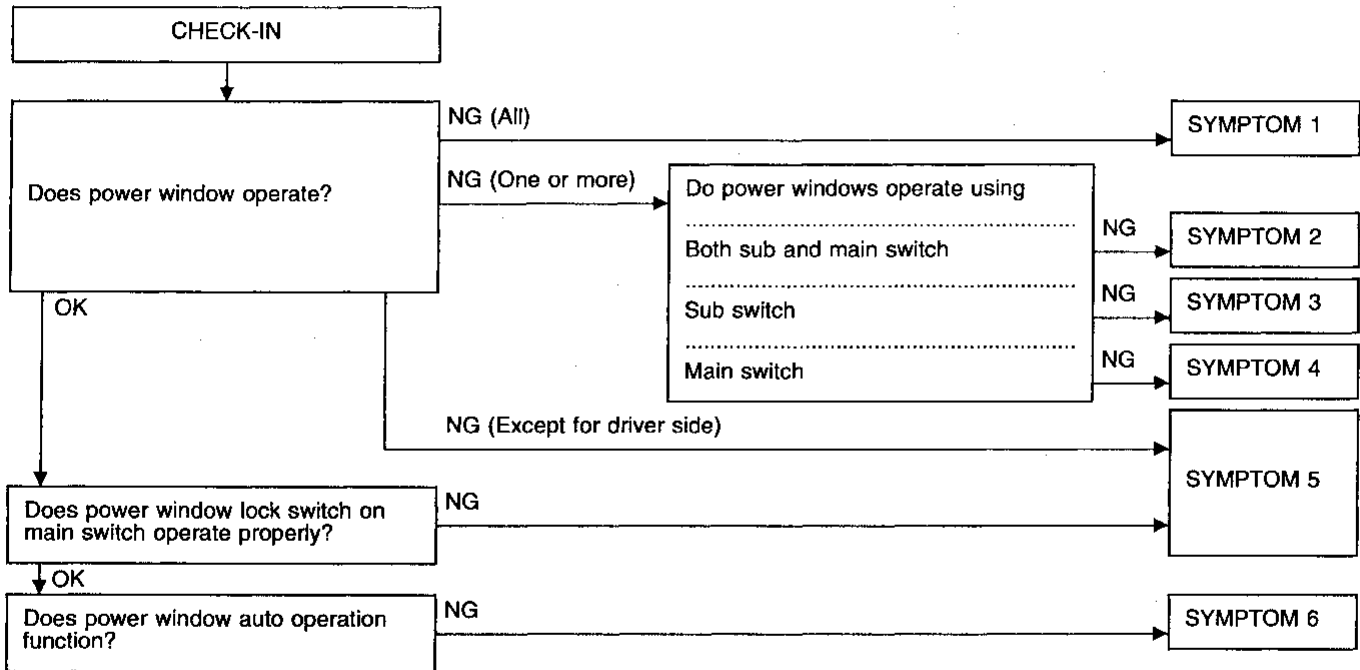 CHECK-IN
NG (All)
SYMPTOM 1
Does power window operate?
NG (One or more)
Do power windows operate using
Both sub and main switch
NG
SYMPTOM 2
Sub switch
NG
SYMPTOM 3
Main switch
NG
SYMPTOM 4
OK
NG (Except for driver side)
SYMPTOM 5
Does power window lock switch on
main switch operate properly?
NG
OK
Does power window auto operation
function?
NG
SYMPTOM 6